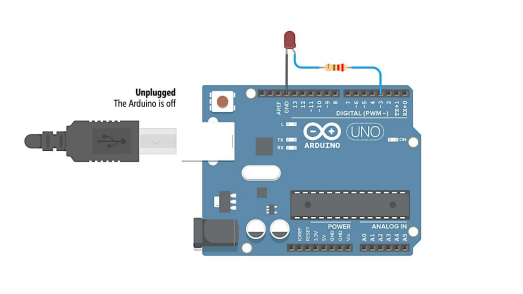 Unplugged
The Arduino is off
AREF
GND
13
12
~11
~10
~9
8
7
~6
~5
4
~3
2
TX→1
RX←0
DIGITAL (PWM~)
L
TX
RX
UNO
ARDUINO
ON
POWER
ANALOG IN
IOREF
RESET
3.3V
5V
GND
GND
Vin
A0
A1
A2
A3
A4
A5